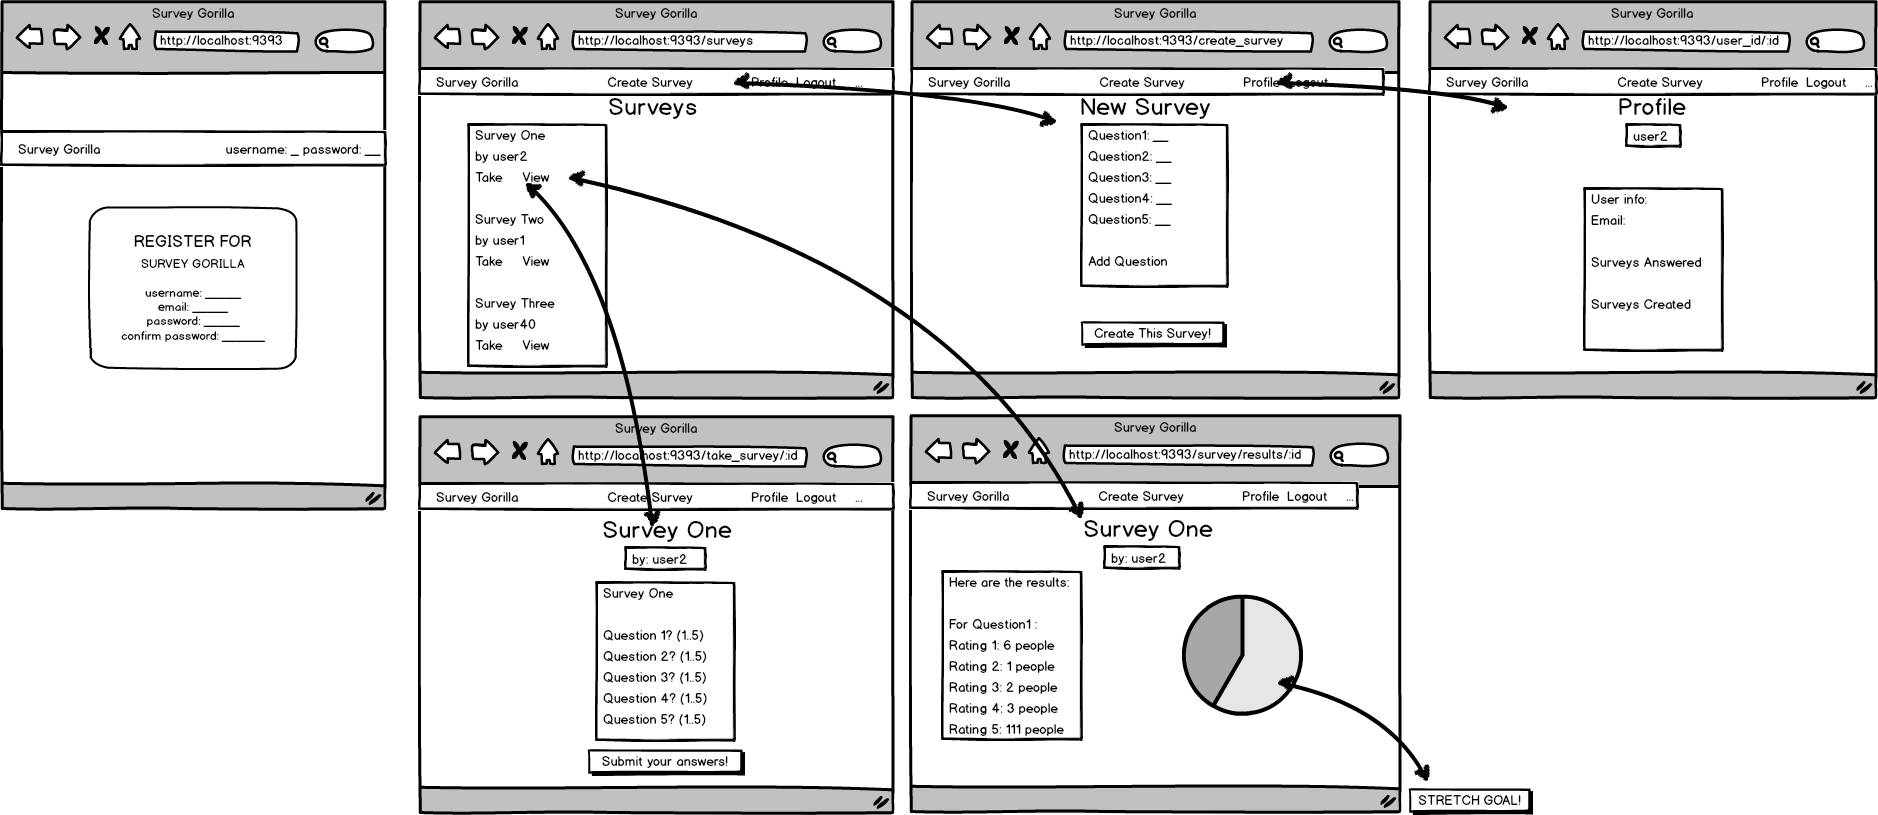 Survey Gorilla
http://localhost:9393
Survey Gorilla username: _ password: __
REGISTER FOR
SURVEY GORILLA
username: ______
email: ______
password: ______
confirm password: _______
Survey Gorilla
http://localhost:9393/surveys
Survey Gorilla Create Survey Profile Logout ...
Surveys
Survey One
by user2
Take View
Survey Two
by user1
Take View
Survey Three
by user40
Take View
Survey Gorilla
http://localhost:9393/create_survey
Survey Gorilla Create Survey Profile Logout
New Survey
Question1: __
Question2: __
Question3: __
Question4: __
Question5: __
Add Question
Create This Survey!
Survey Gorilla
http://localhost:9393/user_id/:id
Survey Gorilla Create Survey Profile Logout ...
Profile
user2
User info:
Email:
Surveys Answered
Surveys Created
Survey Gorilla
http://localhost:9393/take_survey/:id
Survey Gorilla Create Survey Profile Logout ...
Survey One
by: user2
Survey One
Question 1? (1..5)
Question 2? (1..5)
Question 3? (1..5)
Question 4? (1..5)
Question 5? (1..5)
Submit your answers!
Survey Gorilla
http://localhost:9393/survey/results/:id
Survey Gorilla Create Survey Profile Logout ...
Survey One
by: user2
Here are the results:
For Question1 :
Rating 1: 6 people
Rating 2: 1 people
Rating 3: 2 people
Rating 4: 3 people
Rating 5: 111 people
STRETCH GOAL!